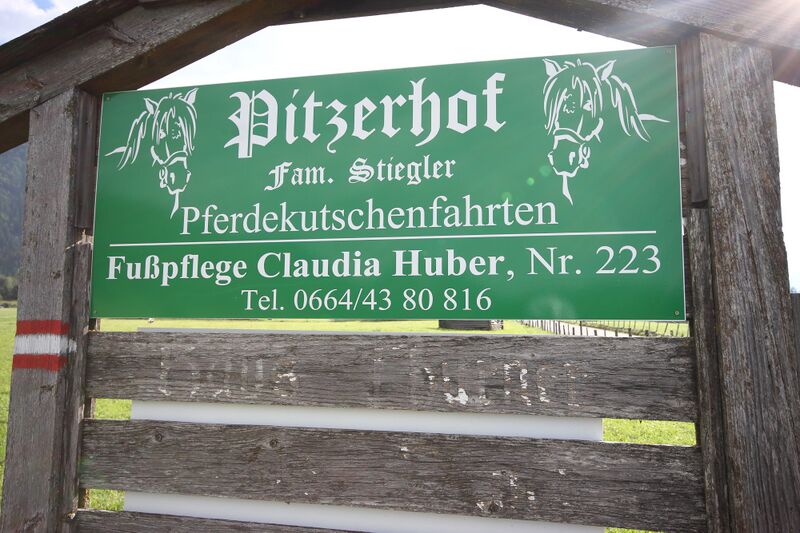 Pitzerhof
Fam. Stiegler
Pferdekutschenfahrten
Fußpflege Claudia Huber, Nr. 223
Tel. 0664/43 80 816